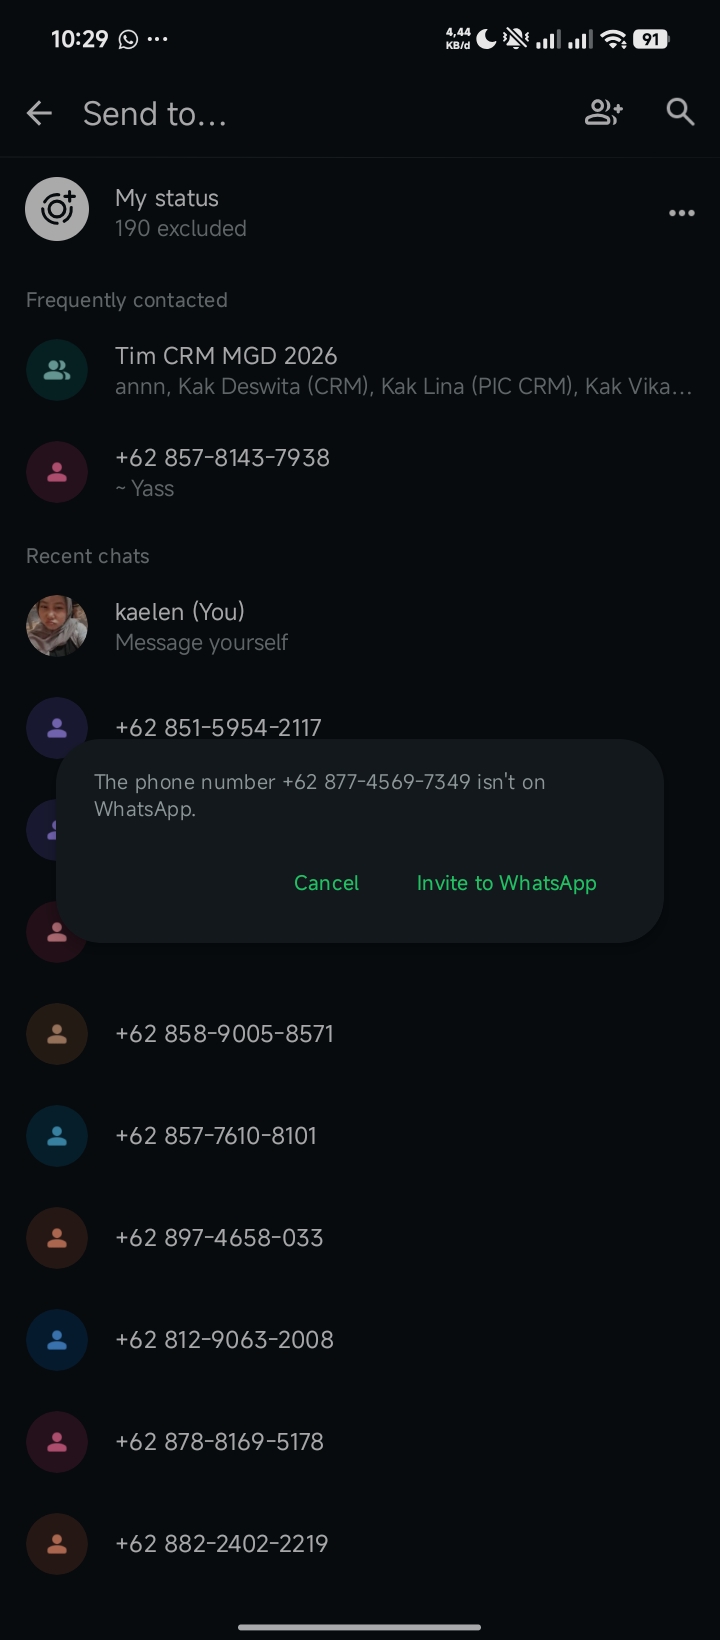 10:29
4,44
KB/d
91
Send to...
My status
190 excluded
Frequently contacted
Tim CRM MGD 2026
annn, Kak Deswita (CRM), Kak Lina (PIC CRM), Kak Vika...
+62 857-8143-7938
~ Yass
Recent chats
kaelen (You)
Message yourself
+62 851-5954-2117
The phone number +62 877-4569-7349 isn't on
WhatsApp.
Cancel
Invite to WhatsApp
+62 858-9005-8571
+62 857-7610-8101
+62 897-4658-033
+62 812-9063-2008
+62 878-8169-5178
+62 882-2402-2219